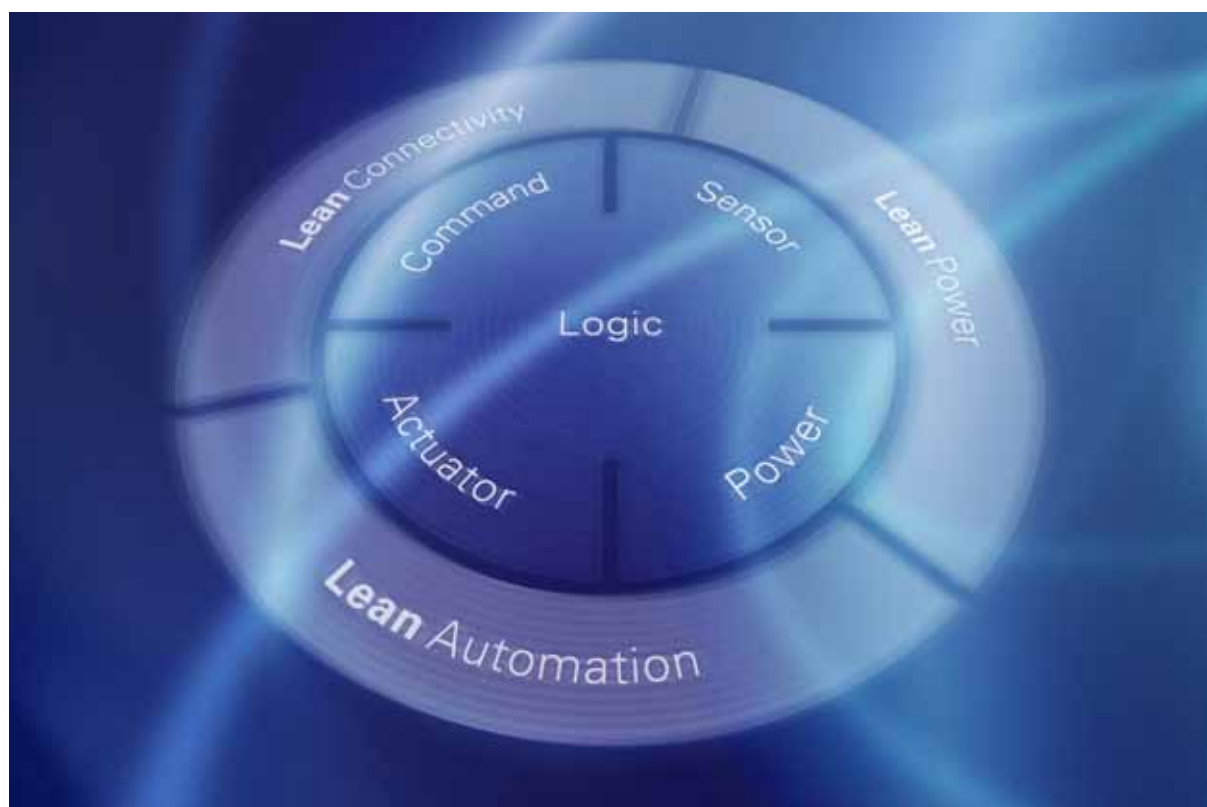 Lean Connectivity
Lean Power
Command
Sensor
Logic
Actuator
Power
Lean Automation